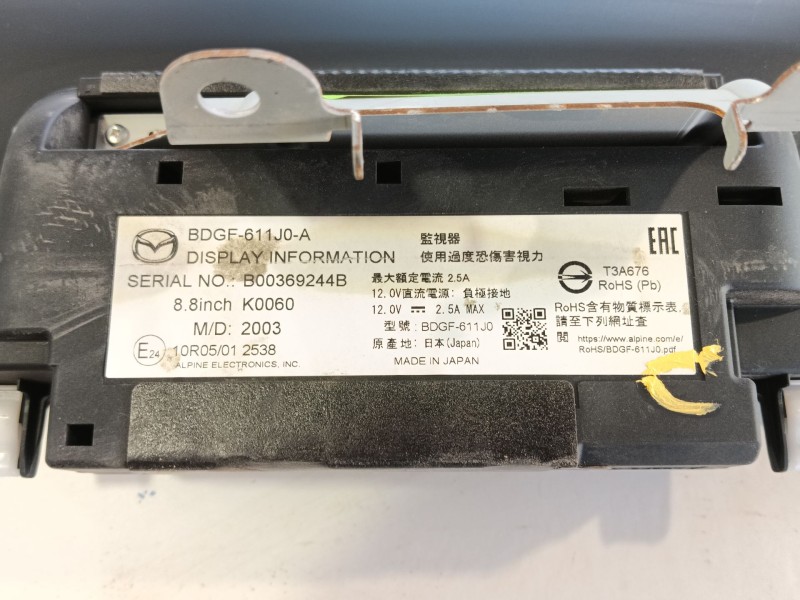 BDGF-611J0-A
DISPLAY INFORMATION
SERIAL NO.: B00369244B
8.8inch K0060
M/D: 2003
E24 10R05/01 2538
ALPINE ELECTRONICS, INC.
監視器
使用過度恐傷害視力
最大額定電流 2.5A
12.0V直流電源: 負極接地
12.0V ⎓ 2.5A MAX
型號: BDGF-611J0
原產地: 日本(Japan)
MADE IN JAPAN
EAC
T3A676
RoHS (Pb)
RoHS含有物質標示表
請至下列網址查
閱 https://www.alpine.com/e/
RoHS/BDGF-611J0.pdf